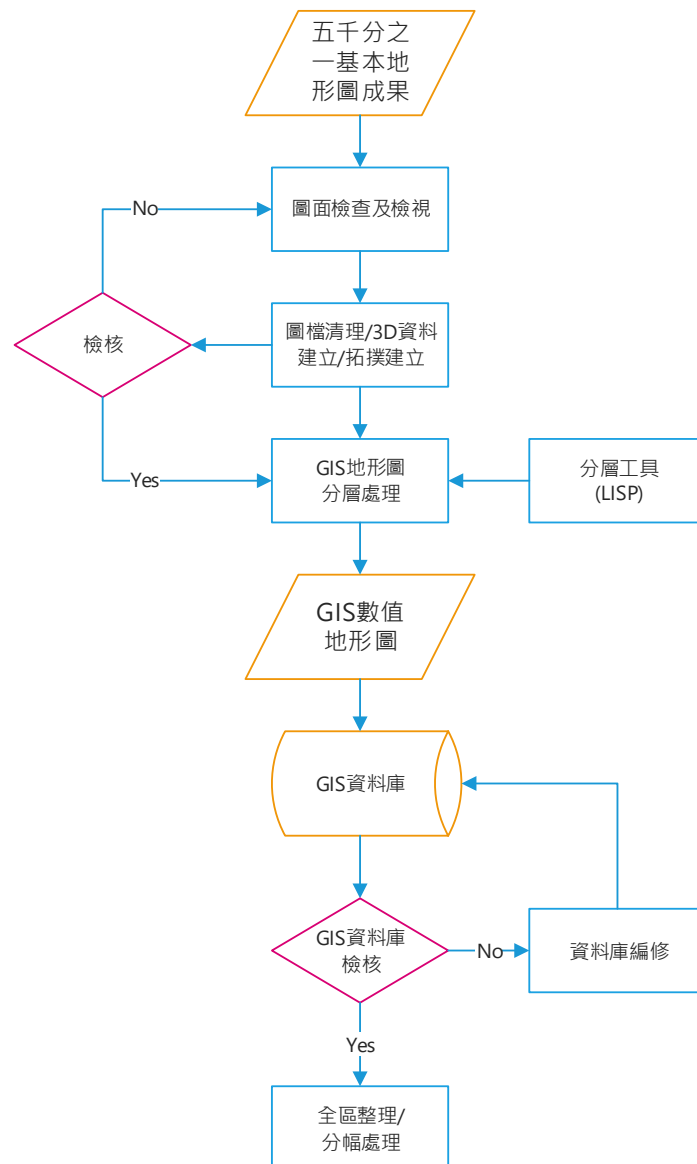 五千分之
一基本地
形圖成果
No
圖面檢查及檢視
檢核
圖檔清理/3D資料
建立/拓撲建立
Yes
GIS地形圖
分層處理
分層工具
(LISP)
GIS數值
地形圖
GIS資料庫
GIS資料庫
檢核
No
資料庫編修
Yes
全區整理/
分幅處理